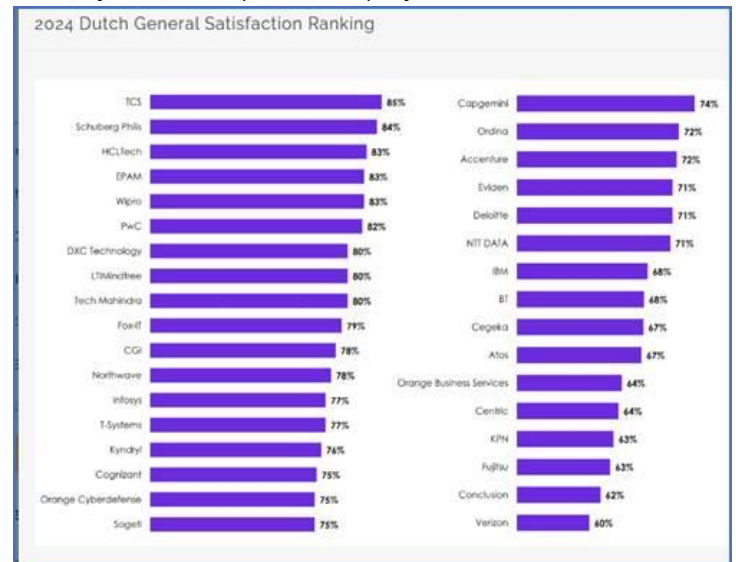 2024 Dutch General Satisfaction Ranking
TCS 85%
Schuberg Philis 84%
HCLTech 83%
EPAM 83%
Wipro 83%
PwC 82%
DXC Technology 80%
LTIMindtree 80%
Tech Mahindra 80%
Fox-IT 79%
CGI 78%
Northwave 78%
Infosys 77%
T-Systems 77%
Kyndryl 76%
Cognizant 75%
Orange Cyberdefense 75%
Sogeti 75%
Capgemini 74%
Ordina 72%
Accenture 72%
Eviden 71%
Deloitte 71%
NTT DATA 71%
IBM 68%
BT 68%
Cegeka 67%
Atos 67%
Orange Business Services 64%
Centric 64%
KPN 63%
Fujitsu 63%
Conclusion 62%
Verizon 60%